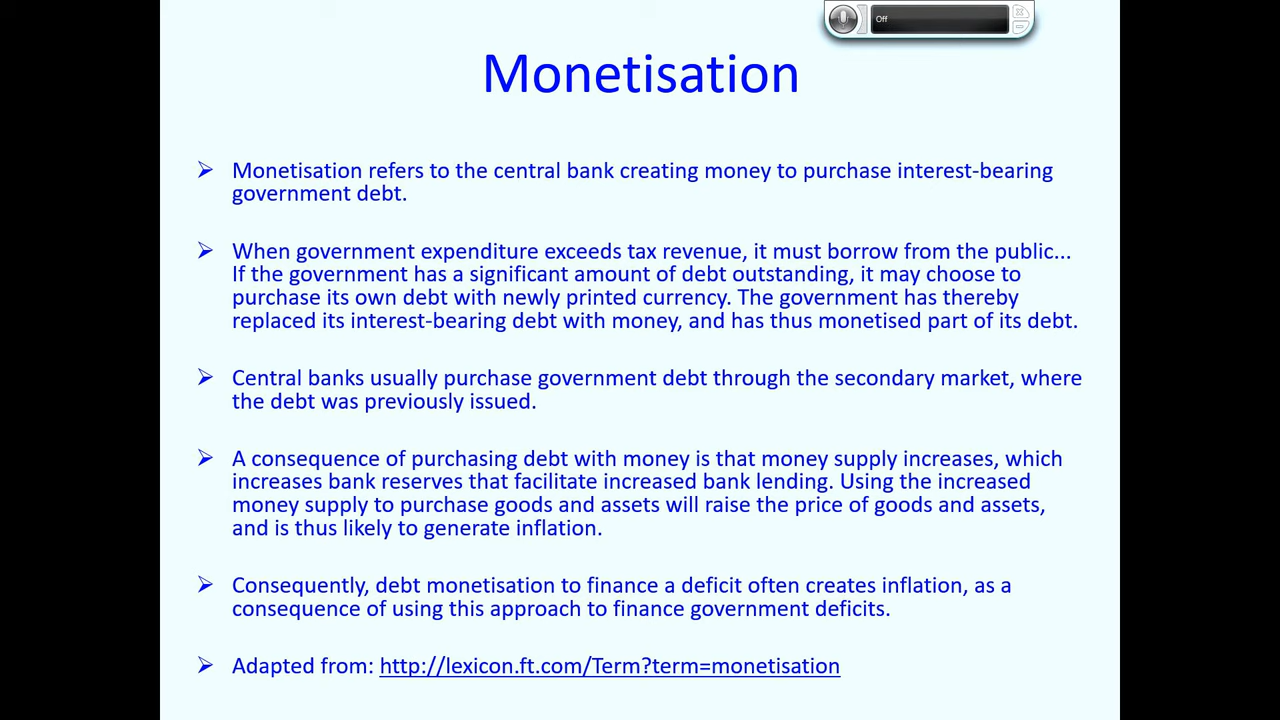 Off
Monetisation
Monetisation refers to the central bank creating money to purchase interest-bearing
government debt.
When government expenditure exceeds tax revenue, it must borrow from the public...
If the government has a significant amount of debt outstanding, it may choose to
purchase its own debt with newly printed currency. The government has thereby
replaced its interest-bearing debt with money, and has thus monetised part of its debt.
Central banks usually purchase government debt through the secondary market, where
the debt was previously issued.
A consequence of purchasing debt with money is that money supply increases, which
increases bank reserves that facilitate increased bank lending. Using the increased
money supply to purchase goods and assets will raise the price of goods and assets,
and is thus likely to generate inflation.
Consequently, debt monetisation to finance a deficit often creates inflation, as a
consequence of using this approach to finance government deficits.
Adapted from: http://lexicon.ft.com/Term?term=monetisation